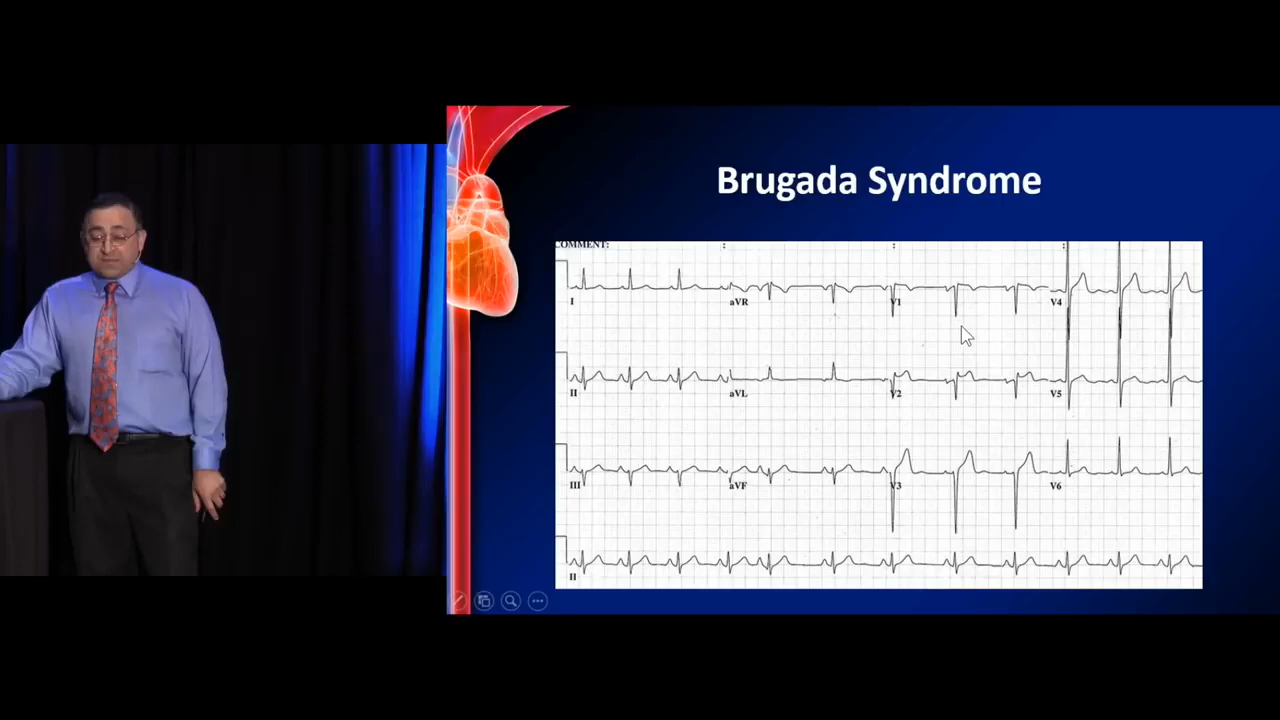 Brugada Syndrome
COMMENT:
I
aVR
V1
V4
II
aVL
V2
V5
III
aVF
V3
V6
II